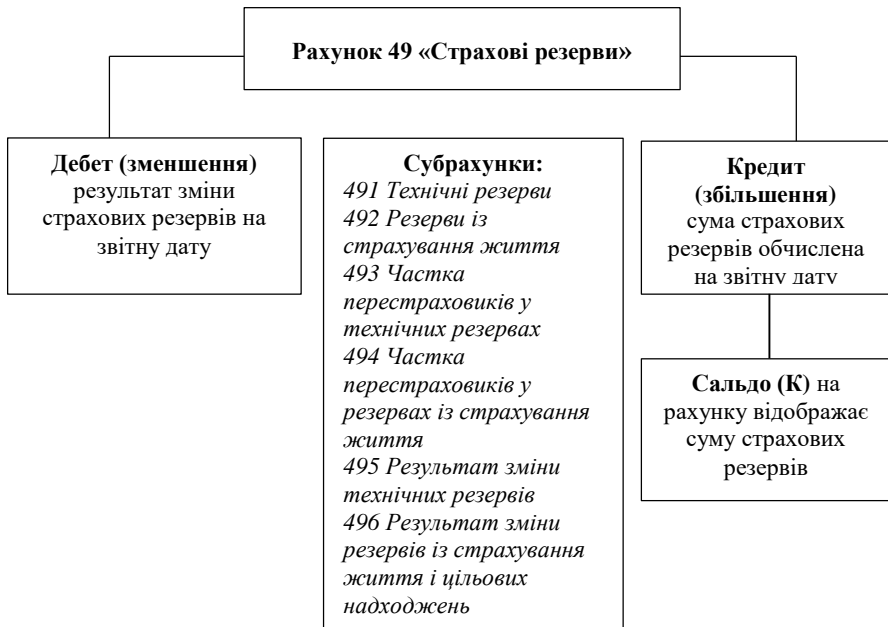 Рахунок 49 «Страхові резерви»
Дебет (зменшення)
результат зміни
страхових резервів на
звітну дату
Субрахунки:
491 Технічні резерви
492 Резерви із
страхування життя
493 Частка
перестраховиків у
технічних резервах
494 Частка
перестраховиків у
резервах із страхування
життя
495 Результат зміни
технічних резервів
496 Результат зміни
резервів із страхування
життя і цільових
надходжень
Кредит
(збільшення)
сума страхових
резервів обчислена
на звітну дату
Сальдо (К) на
рахунку відображає
суму страхових
резервів